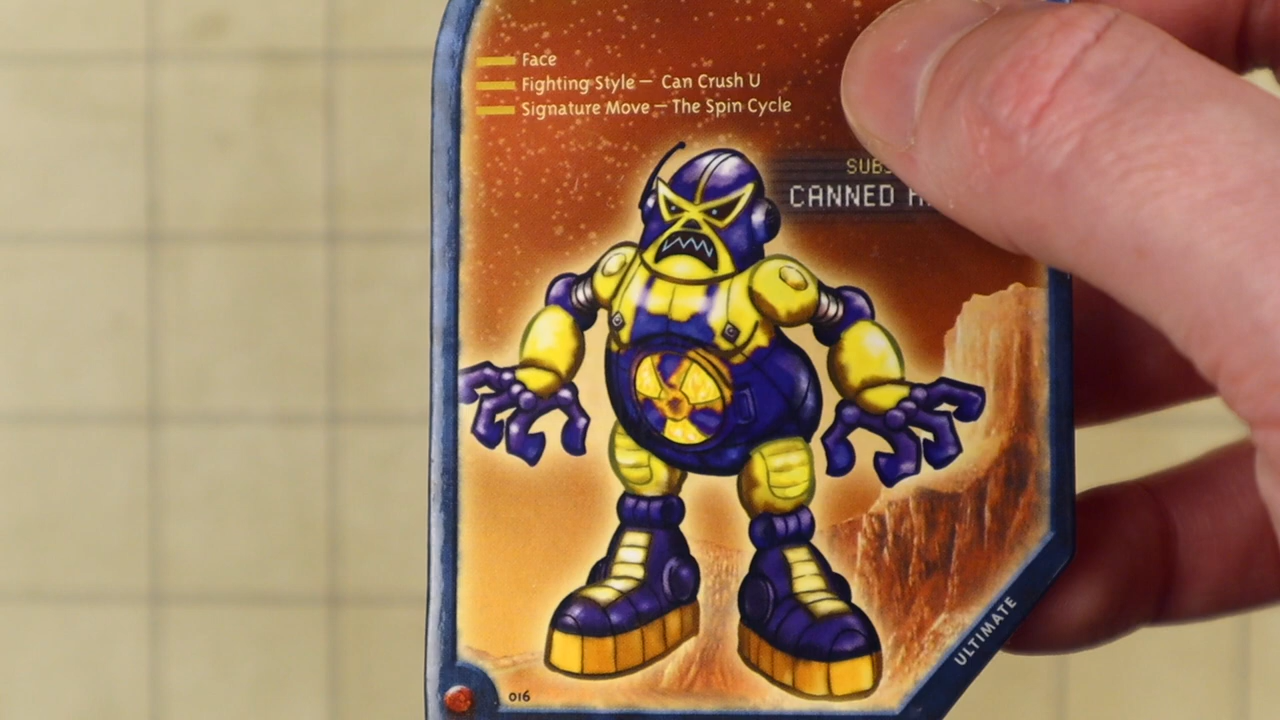 Face
Fighting Style — Can Crush U
Signature Move — The Spin Cycle
CANNED
ULTIMATE
016